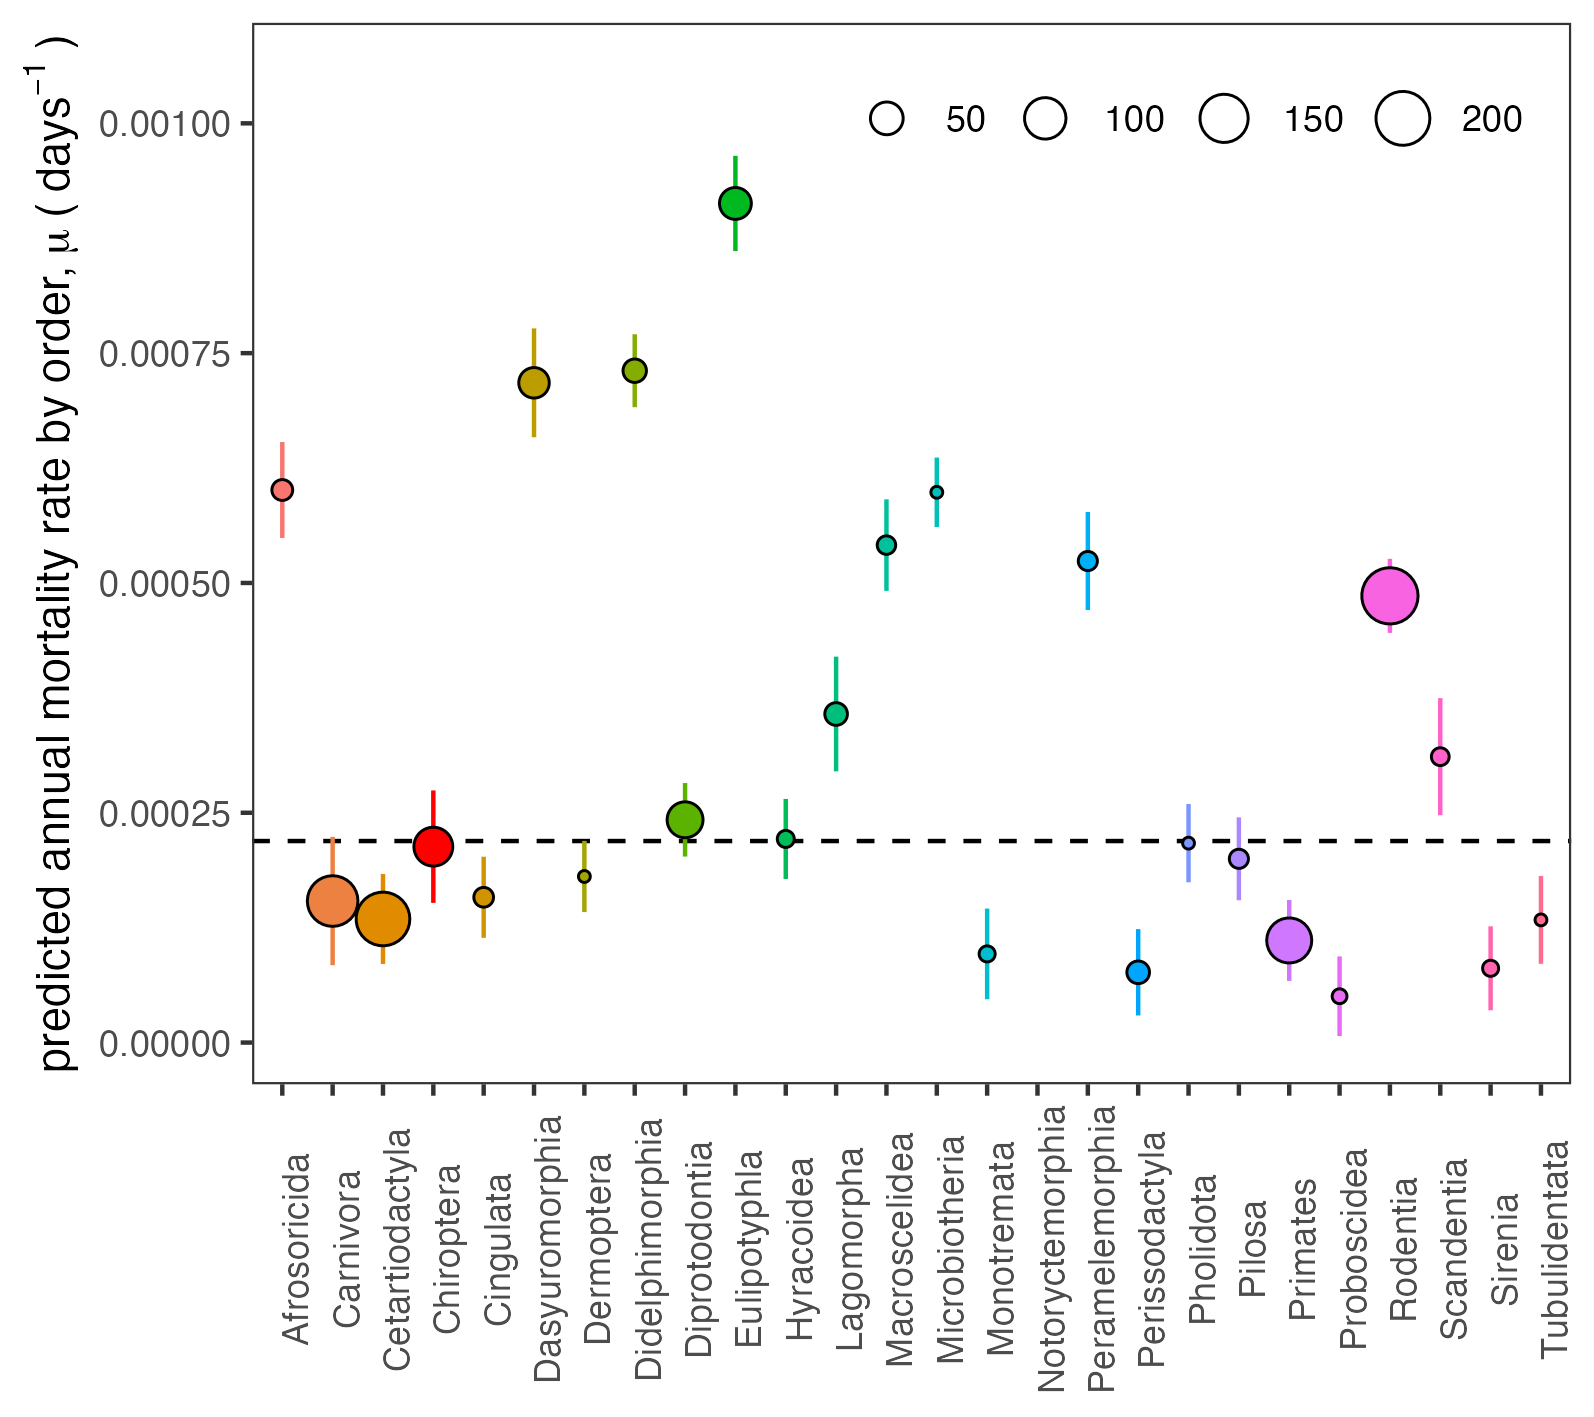 predicted annual mortality rate by order, μ ( days⁻¹ )
0.00100
0.00075
0.00050
0.00025
0.00000
50 100 150 200
Afrosoricida
Carnivora
Cetartiodactyla
Chiroptera
Cingulata
Dasyuromorphia
Dermoptera
Didelphimorphia
Diprotodontia
Eulipotyphla
Hyracoidea
Lagomorpha
Macroscelidea
Microbiotheria
Monotremata
Notoryctemorphia
Peramelemorphia
Perissodactyla
Pholidota
Pilosa
Primates
Proboscidea
Rodentia
Scandentia
Sirenia
Tubulidentata